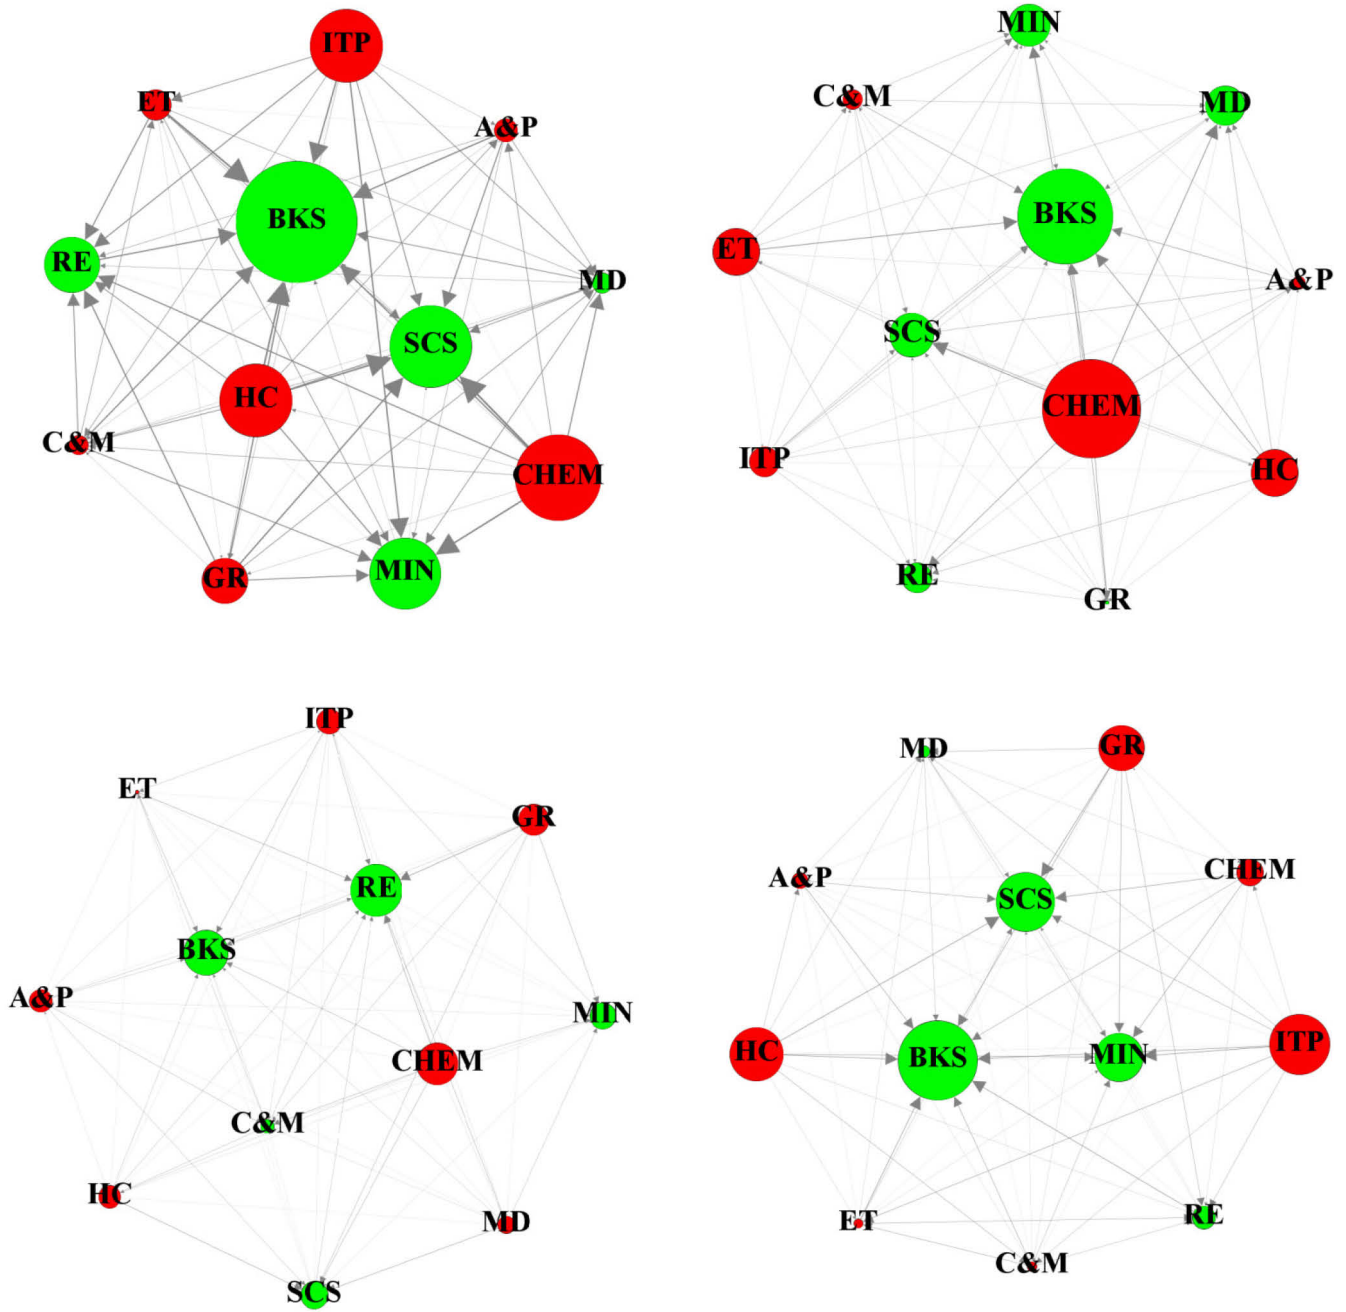 ITP
ET
A&P
BKS
RE
MD
SCS
HC
C&M
CHEM
GR
MIN
MIN
C&M
MD
BKS
ET
A&P
SCS
CHEM
ITP
HC
RE
GR
ITP
ET
GR
RE
BKS
A&P
MIN
CHEM
C&M
HC
MD
SCS
MD
GR
A&P
CHEM
SCS
HC
BKS
MIN
ITP
ET
RE
C&M